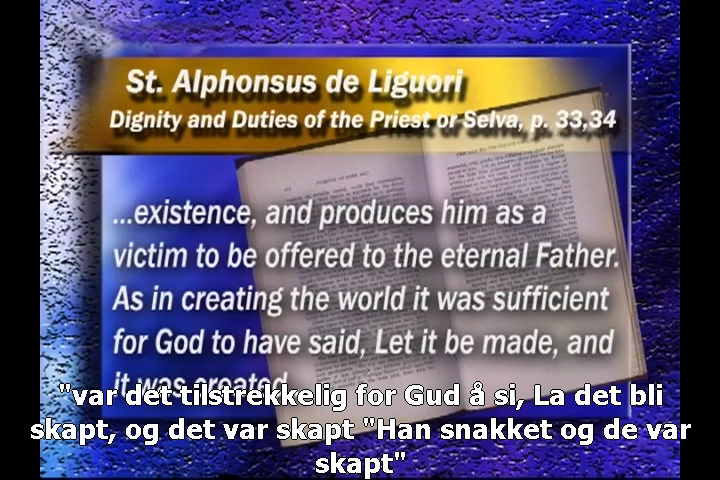 St. Alphonsus de Liguori
Dignity and Duties of the Priest or Selva, p. 33,34
...existence, and produces him as a
victim to be offered to the eternal Father.
As in creating the world it was sufficient
for God to have said, Let it be made, and
it was created
"var det tilstrekkelig for Gud å si, La det bli
skapt, og det var skapt "Han snakket og de var
skapt"